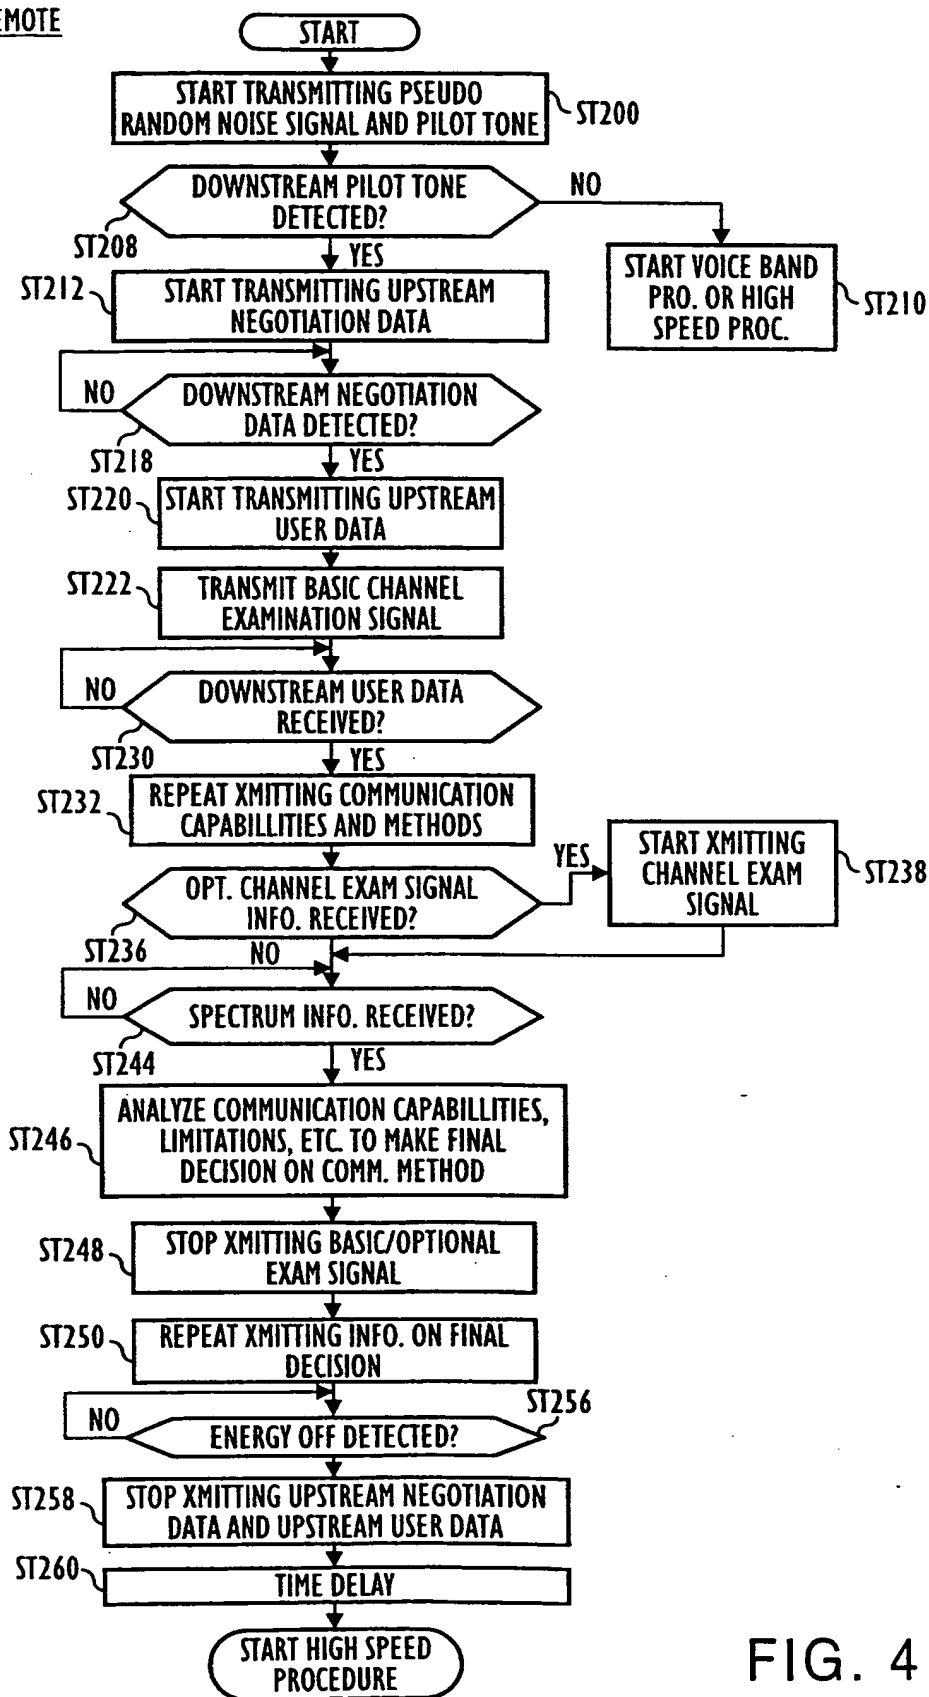 EMOTE
START
START TRANSMITTING PSEUDO
RANDOM NOISE SIGNAL AND PILOT TONE
ST200
DOWNSTREAM PILOT TONE
DETECTED?
NO
ST208
YES
START VOICE BAND
PRO. OR HIGH
SPEED PROC.
ST210
ST212
START TRANSMITTING UPSTREAM
NEGOTIATION DATA
NO
DOWNSTREAM NEGOTIATION
DATA DETECTED?
ST218
YES
ST220
START TRANSMITTING UPSTREAM
USER DATA
ST222
TRANSMIT BASIC CHANNEL
EXAMINATION SIGNAL
NO
DOWNSTREAM USER DATA
RECEIVED?
ST230
YES
ST232
REPEAT XMITTING COMMUNICATION
CAPABILLITIES AND METHODS
OPT. CHANNEL EXAM SIGNAL
INFO. RECEIVED?
YES
START XMITTING
CHANNEL EXAM
SIGNAL
ST238
ST236
NO
NO
SPECTRUM INFO. RECEIVED?
ST244
YES
ST246
ANALYZE COMMUNICATION CAPABILLITIES,
LIMITATIONS, ETC. TO MAKE FINAL
DECISION ON COMM. METHOD
ST248
STOP XMITTING BASIC/OPTIONAL
EXAM SIGNAL
ST250
REPEAT XMITTING INFO. ON FINAL
DECISION
NO
ENERGY OFF DETECTED?
ST256
ST258
STOP XMITTING UPSTREAM NEGOTIATION
DATA AND UPSTREAM USER DATA
ST260
TIME DELAY
START HIGH SPEED
PROCEDURE
FIG. 4